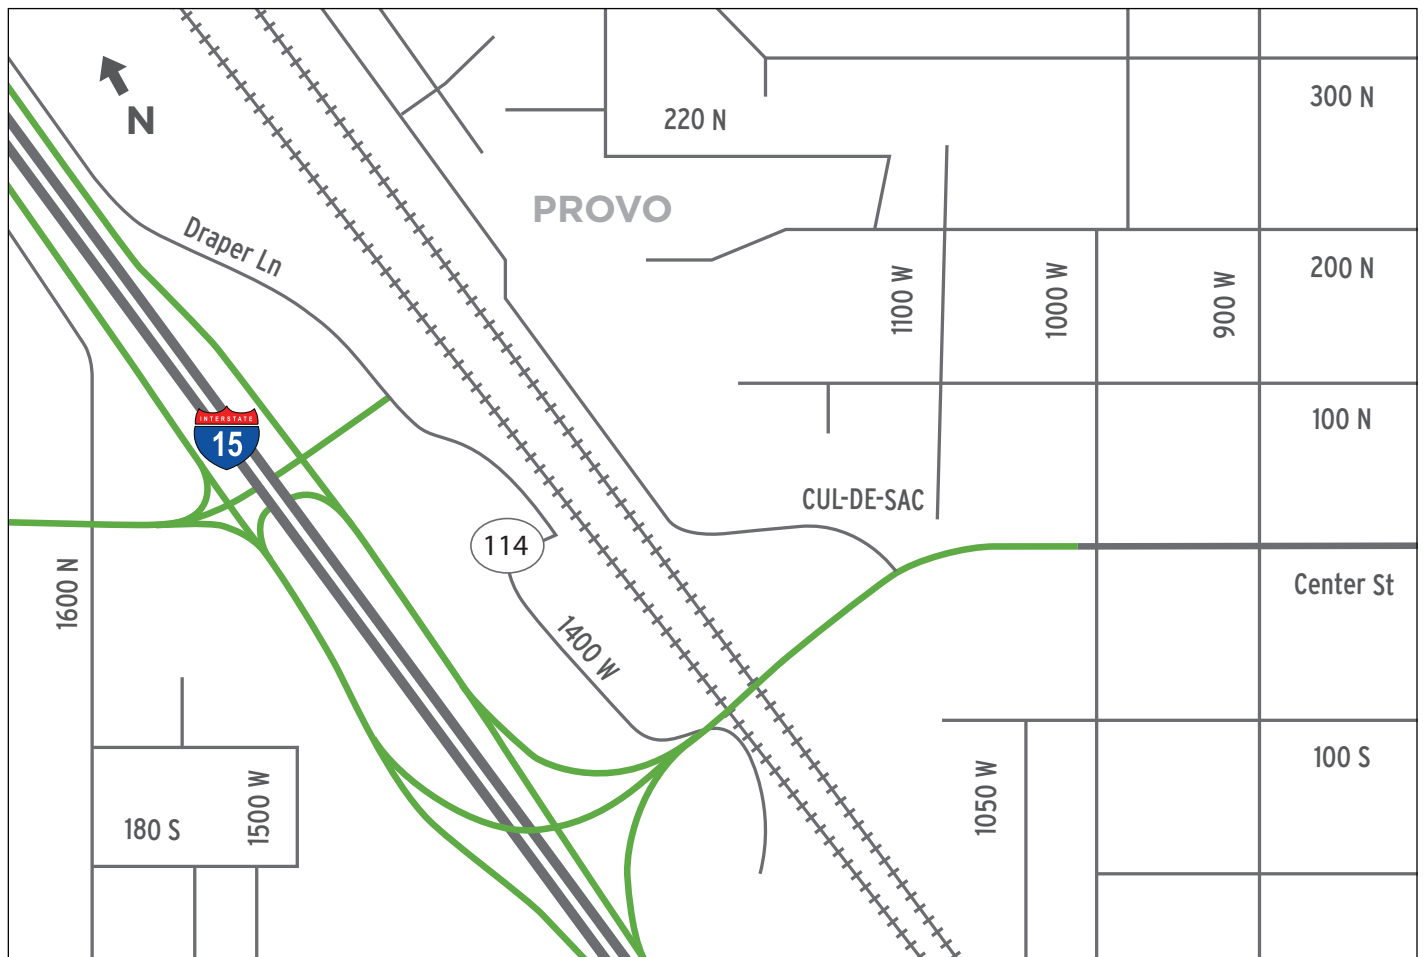 300 N
N
220 N
PROVO
Draper Ln
200 N
1100 W
1000 W
900 W
INTERSTATE
15
100 N
CUL-DE-SAC
114
Center St
1600 N
1400 W
100 S
1050 W
1500 W
180 S